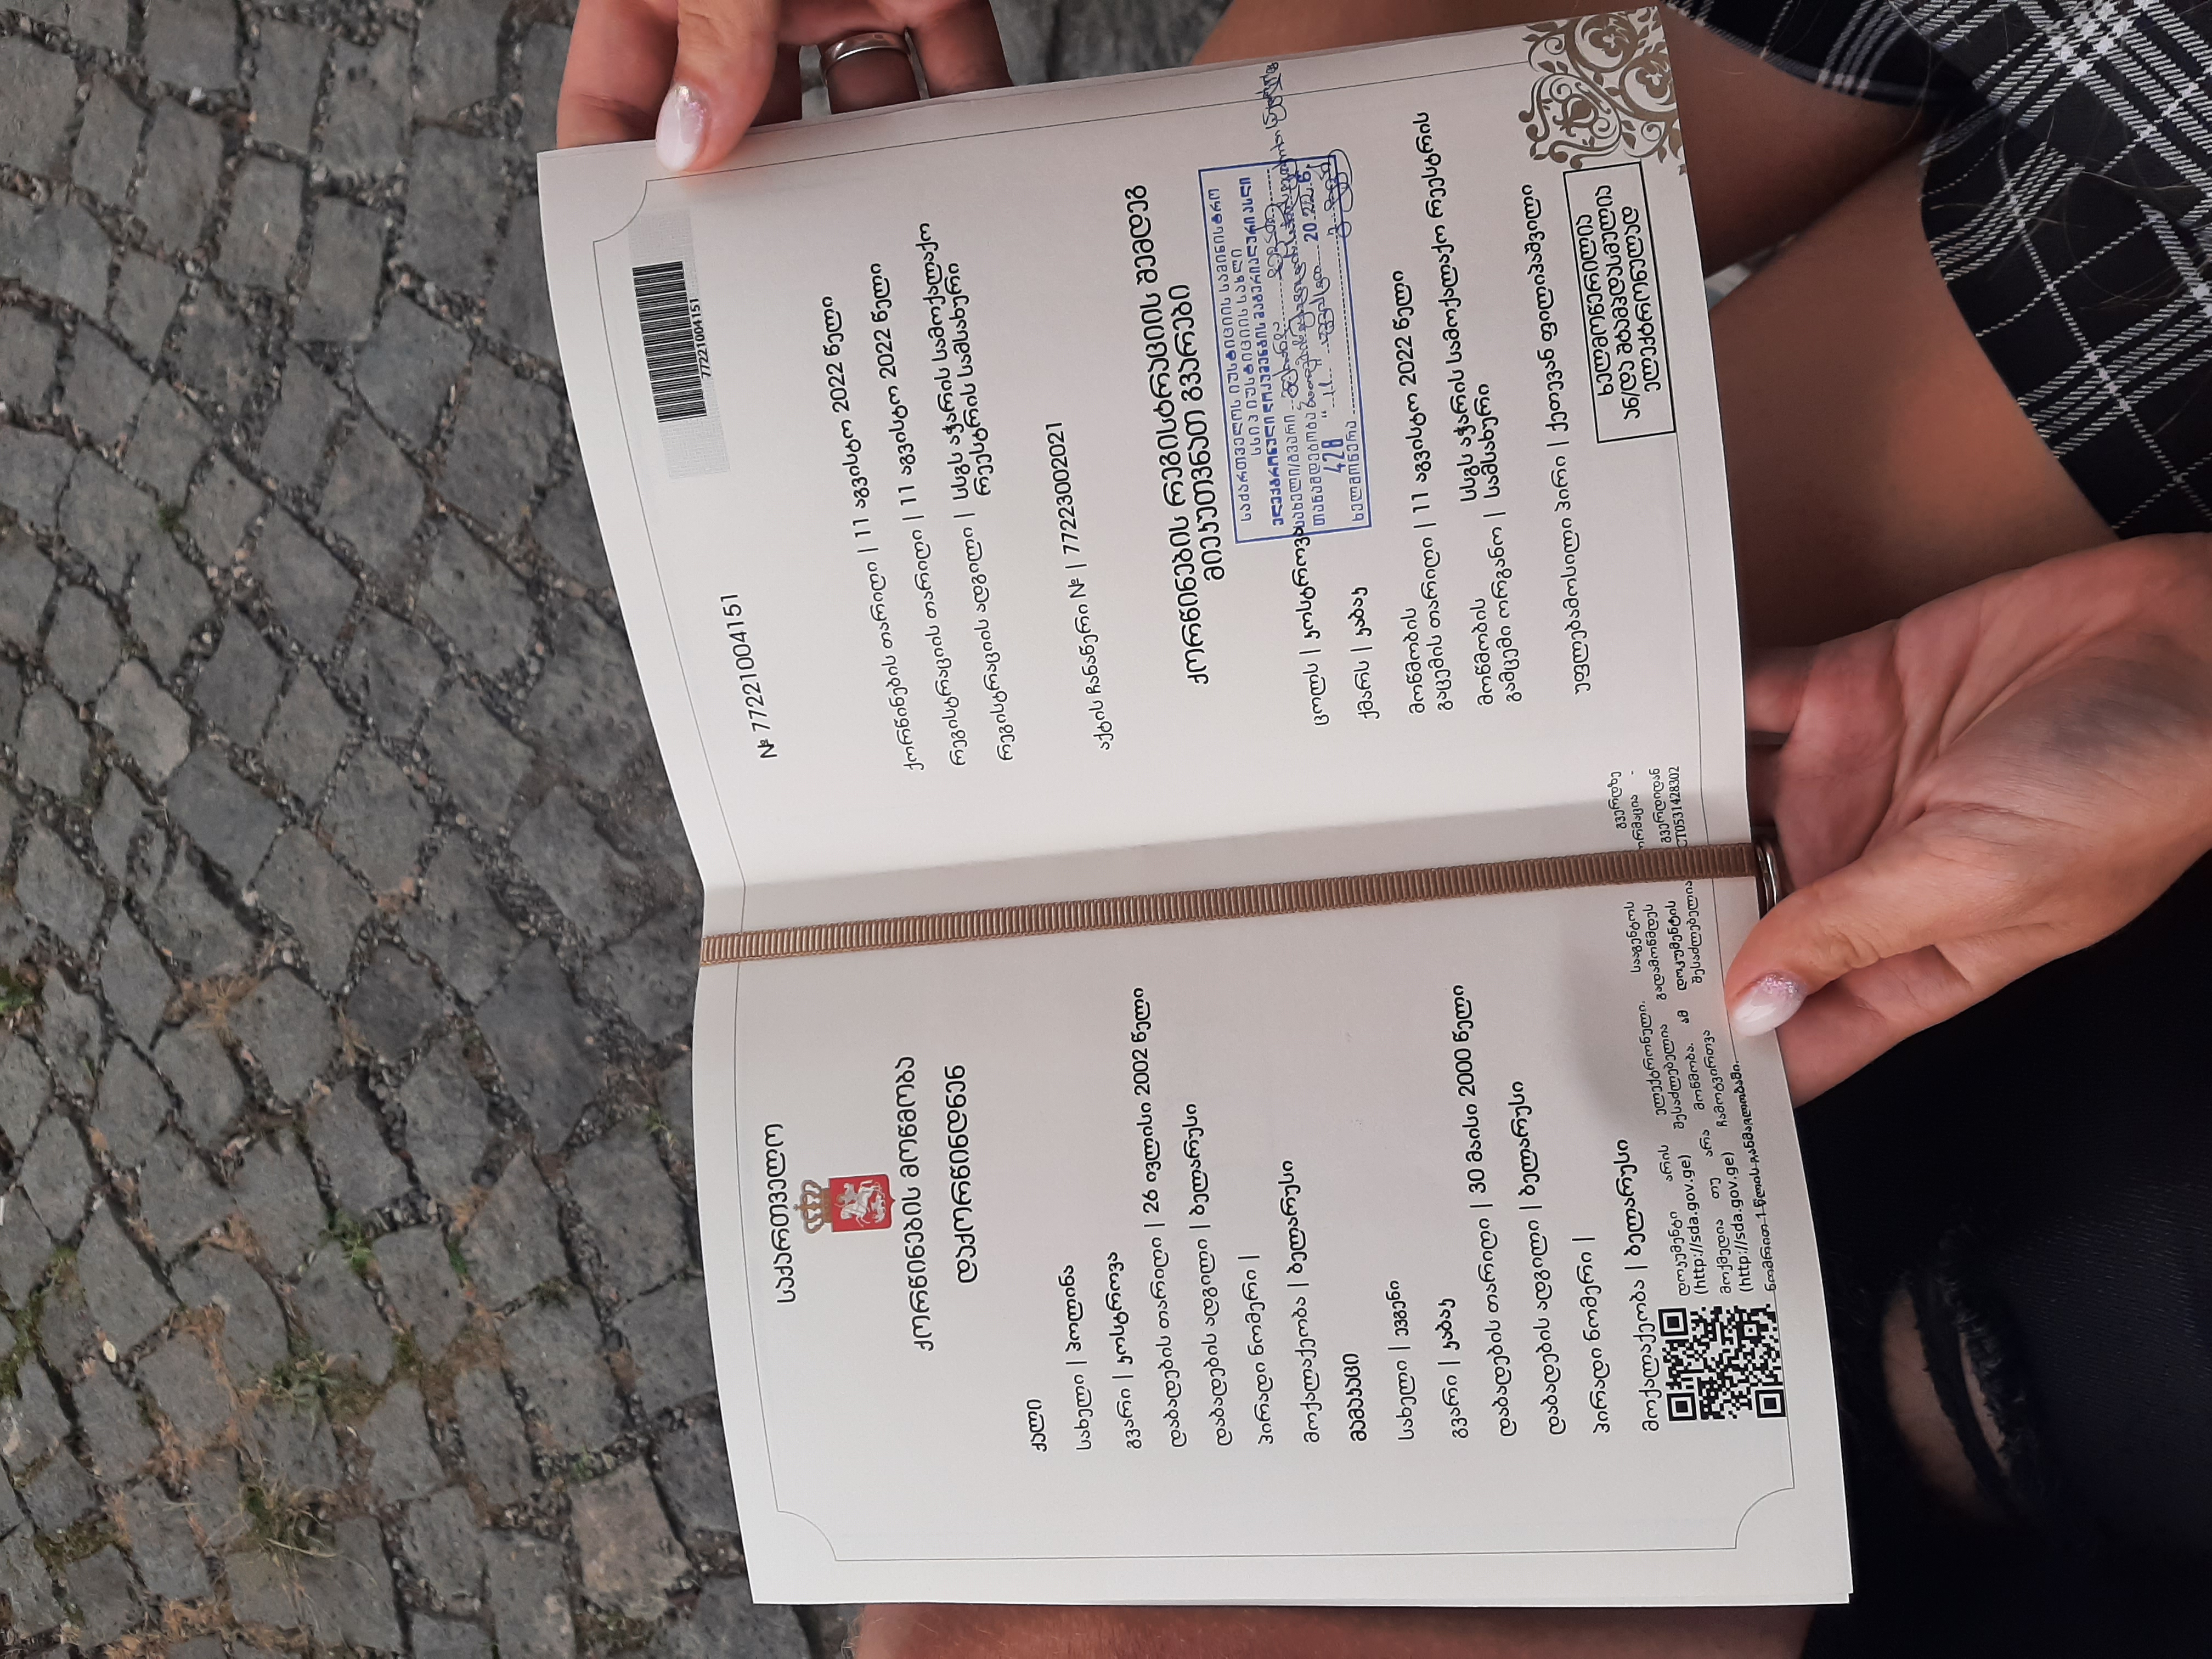 საქართველო
ქორწინების მოწმობა
დაქორწინდნენ
ქალი
სახელი | პოლინა
გვარი | კოსტროვა
დაბადების თარიღი | 26 ივლისი 2002 წელი
დაბადების ადგილი | ბელარუსი
პირადი ნომერი |
მოქალაქეობა | ბელარუსი
მამაკაცი
სახელი | ევგენი
გვარი | კაბაკ
დაბადების თარიღი | 30 მაისი 2000 წელი
დაბადების ადგილი | ბელარუსი
პირადი ნომერი |
მოქალაქეობა | ბელარუსი
დოკუმენტი არის ელექტრონული. სააგენტოს გვერდზე
(http://sda.gov.ge) შესაძლებელია გადამოწმდეს ორმაცია -
მოქმედია თუ არა მოწმობა. ამ დოკუმენტის გვერდიდან
(http://sda.gov.ge) ჩამოტვირთვა შესაძლებელია CT0531428302
ნომრით 1 წლის განმავლობაში.
77221004151
№ 77221004151
ქორწინების თარიღი | 11 აგვისტო 2022 წელი
რეგისტრაციის თარიღი | 11 აგვისტო 2022 წელი
რეგისტრაციის ადგილი | სსგს აჭარის სამოქალაქო
რეესტრის სამსახური
აქტის ჩანაწერი № | 77223002021
ქორწინების რეგისტრაციის შემდეგ
მიეკუთვნათ გვარები
საქართველოს იუსტიციის სამინისტრო
სსიპ იუსტიციის სახლი
ელექტრონული დოკუმენტის მატერიალური ასლი
სახელი/გვარი
თანამდებობა
428 "11" აგვისტო 2022 წ.
ხელმოწერა
ცოლს | კოსტროვა
ქმარს | კაბაკ
მოწმობის
გაცემის თარიღი | 11 აგვისტო 2022 წელი
მოწმობის სსგს აჭარის სამოქალაქო რეესტრის
გამცემი ორგანო | სამსახური
უფლებამოსილი პირი | ქეთევან ფილიპაშვილი
ხელმოწერილია
ან/და შტამპდასმულია
ელექტრონულად